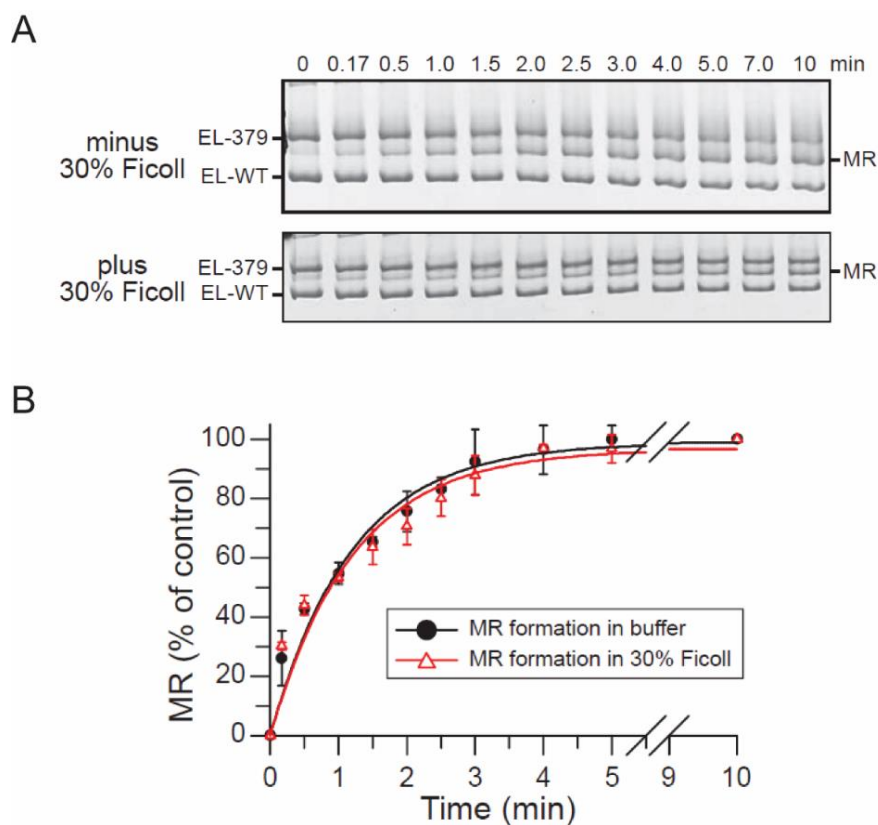 A
0 0.17 0.5 1.0 1.5 2.0 2.5 3.0 4.0 5.0 7.0 10 min
minus
30% Ficoll
EL-379
EL-WT
MR
plus
30% Ficoll
EL-379
EL-WT
MR
B
MR (% of control)
100
80
60
40
20
0
MR formation in buffer
MR formation in 30% Ficoll
0 1 2 3 4 5 9 10
Time (min)